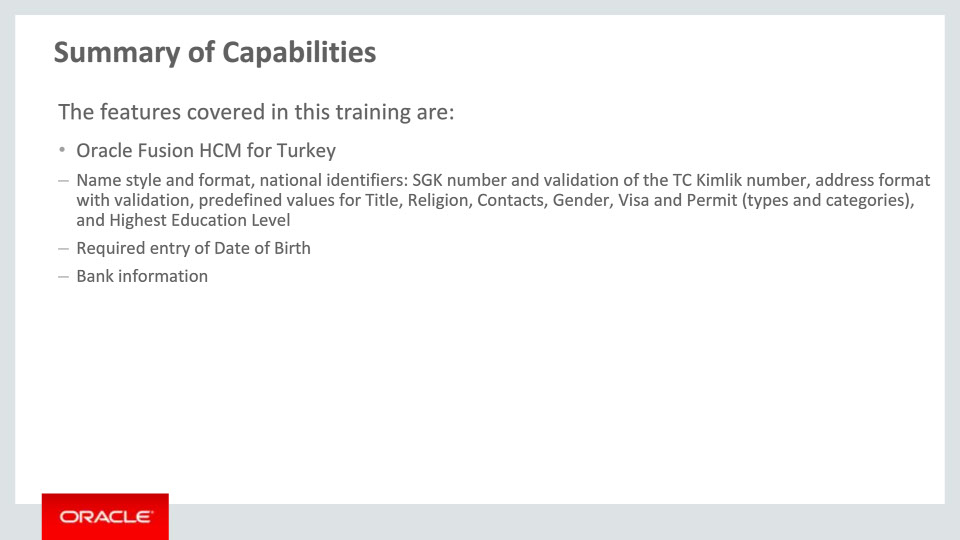 Summary of Capabilities
The features covered in this training are:
• Oracle Fusion HCM for Turkey
– Name style and format, national identifiers: SGK number and validation of the TC Kimlik number, address format
with validation, predefined values for Title, Religion, Contacts, Gender, Visa and Permit (types and categories),
and Highest Education Level
– Required entry of Date of Birth
– Bank information
ORACLE